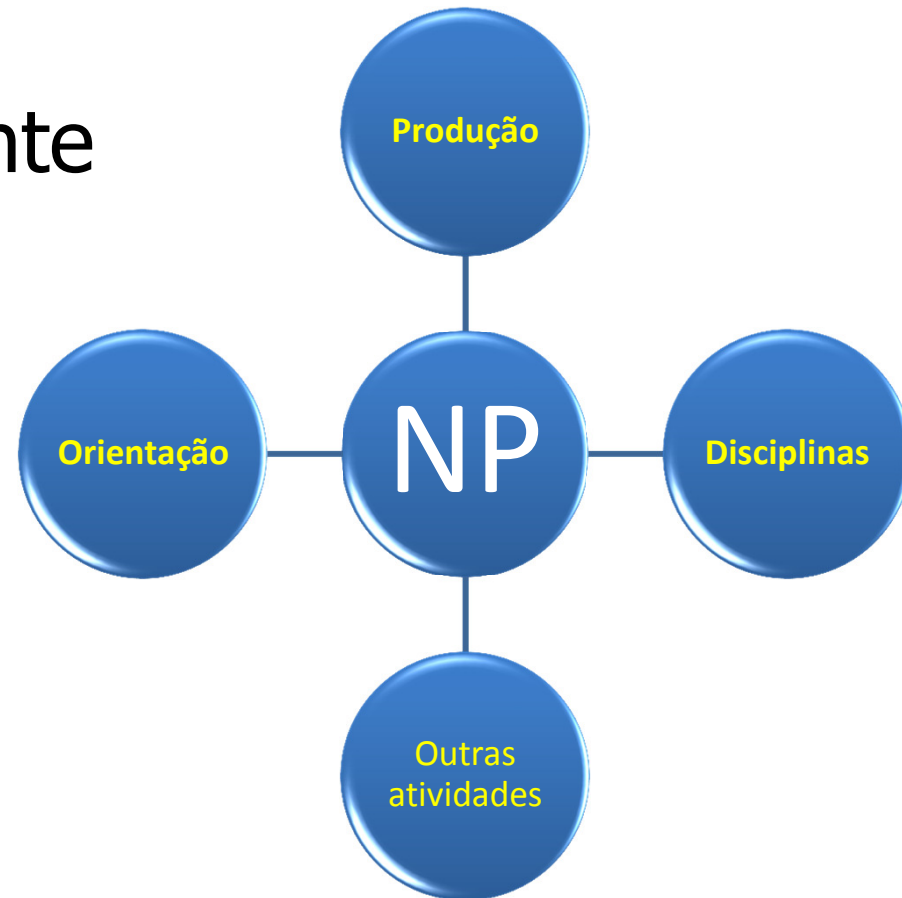 nte
Produção
Orientação
NP
Disciplinas
Outras
atividades